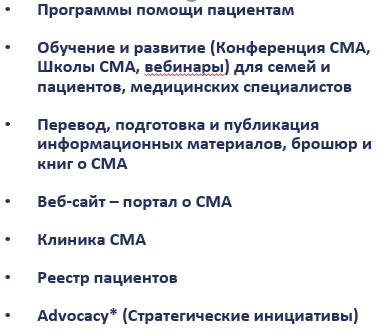 • Программы помощи пациентам
• Обучение и развитие (Конференция СМА,
Школы СМА, вебинары) для семей и
пациентов, медицинских специалистов
• Перевод, подготовка и публикация
информационных материалов, брошюр и
книг о СМА
• Веб-сайт – портал о СМА
• Клиника СМА
• Реестр пациентов
• Advocacy* (Стратегические инициативы)